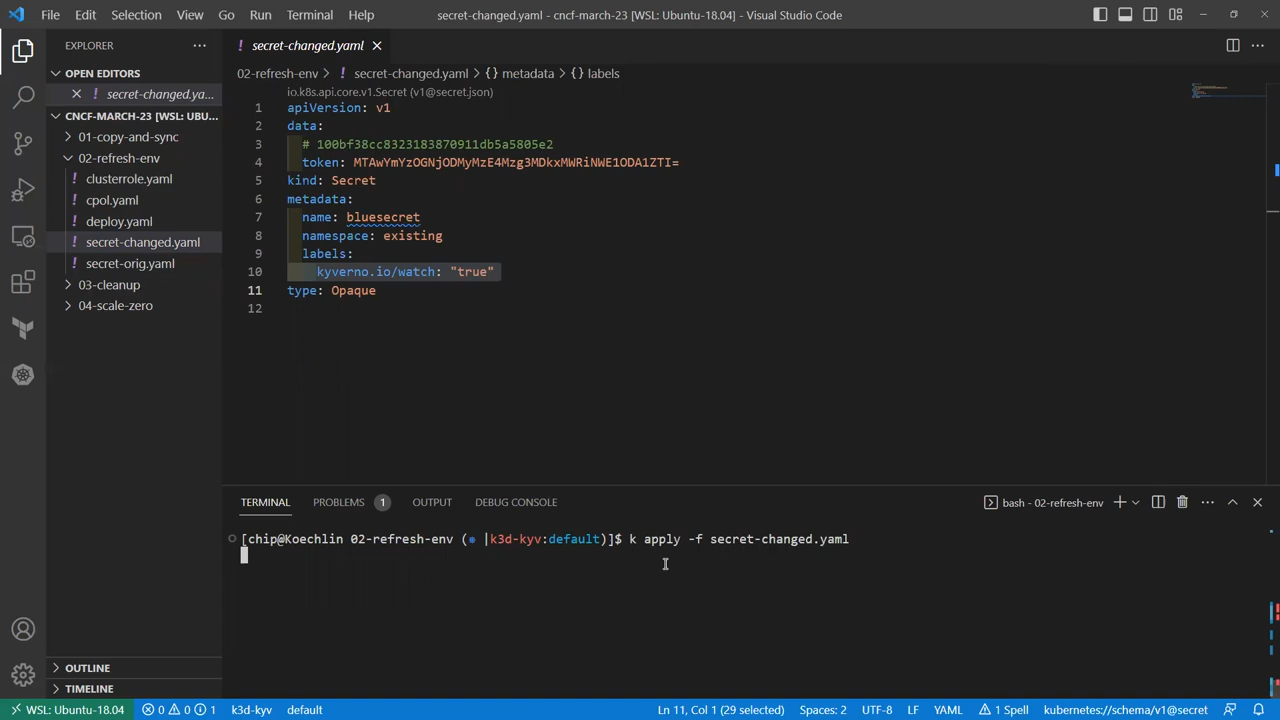 File Edit Selection View Go Run Terminal Help secret-changed.yaml - cncf-march-23 [WSL: Ubuntu-18.04] - Visual Studio Code
EXPLORER
OPEN EDITORS
secret-changed.ya...
CNCF-MARCH-23 [WSL: UBU...
01-copy-and-sync
02-refresh-env
clusterrole.yaml
cpol.yaml
deploy.yaml
secret-changed.yaml
secret-orig.yaml
03-cleanup
04-scale-zero
OUTLINE
TIMELINE
! secret-changed.yaml
02-refresh-env > ! secret-changed.yaml > {} metadata > {} labels
io.k8s.api.core.v1.Secret (v1@secret.json)
1 apiVersion: v1
2 data:
3 # 100bf38cc8323183870911db5a5805e2
4 token: MTAwYmYzOGNjODMyMzE4Mzg3MDkxMWRiNWE1ODA1ZTI=
5 kind: Secret
6 metadata:
7 name: bluesecret
8 namespace: existing
9 labels:
10 kyverno.io/watch: "true"
11 type: Opaque
12
TERMINAL PROBLEMS 1 OUTPUT DEBUG CONSOLE bash - 02-refresh-env
[chip@Koechlin 02-refresh-env (⎈ |k3d-kyv:default)]$ k apply -f secret-changed.yaml
WSL: Ubuntu-18.04 0 0 1 k3d-kyv default Ln 11, Col 1 (29 selected) Spaces: 2 UTF-8 LF YAML 1 Spell kubernetes://schema/v1@secret